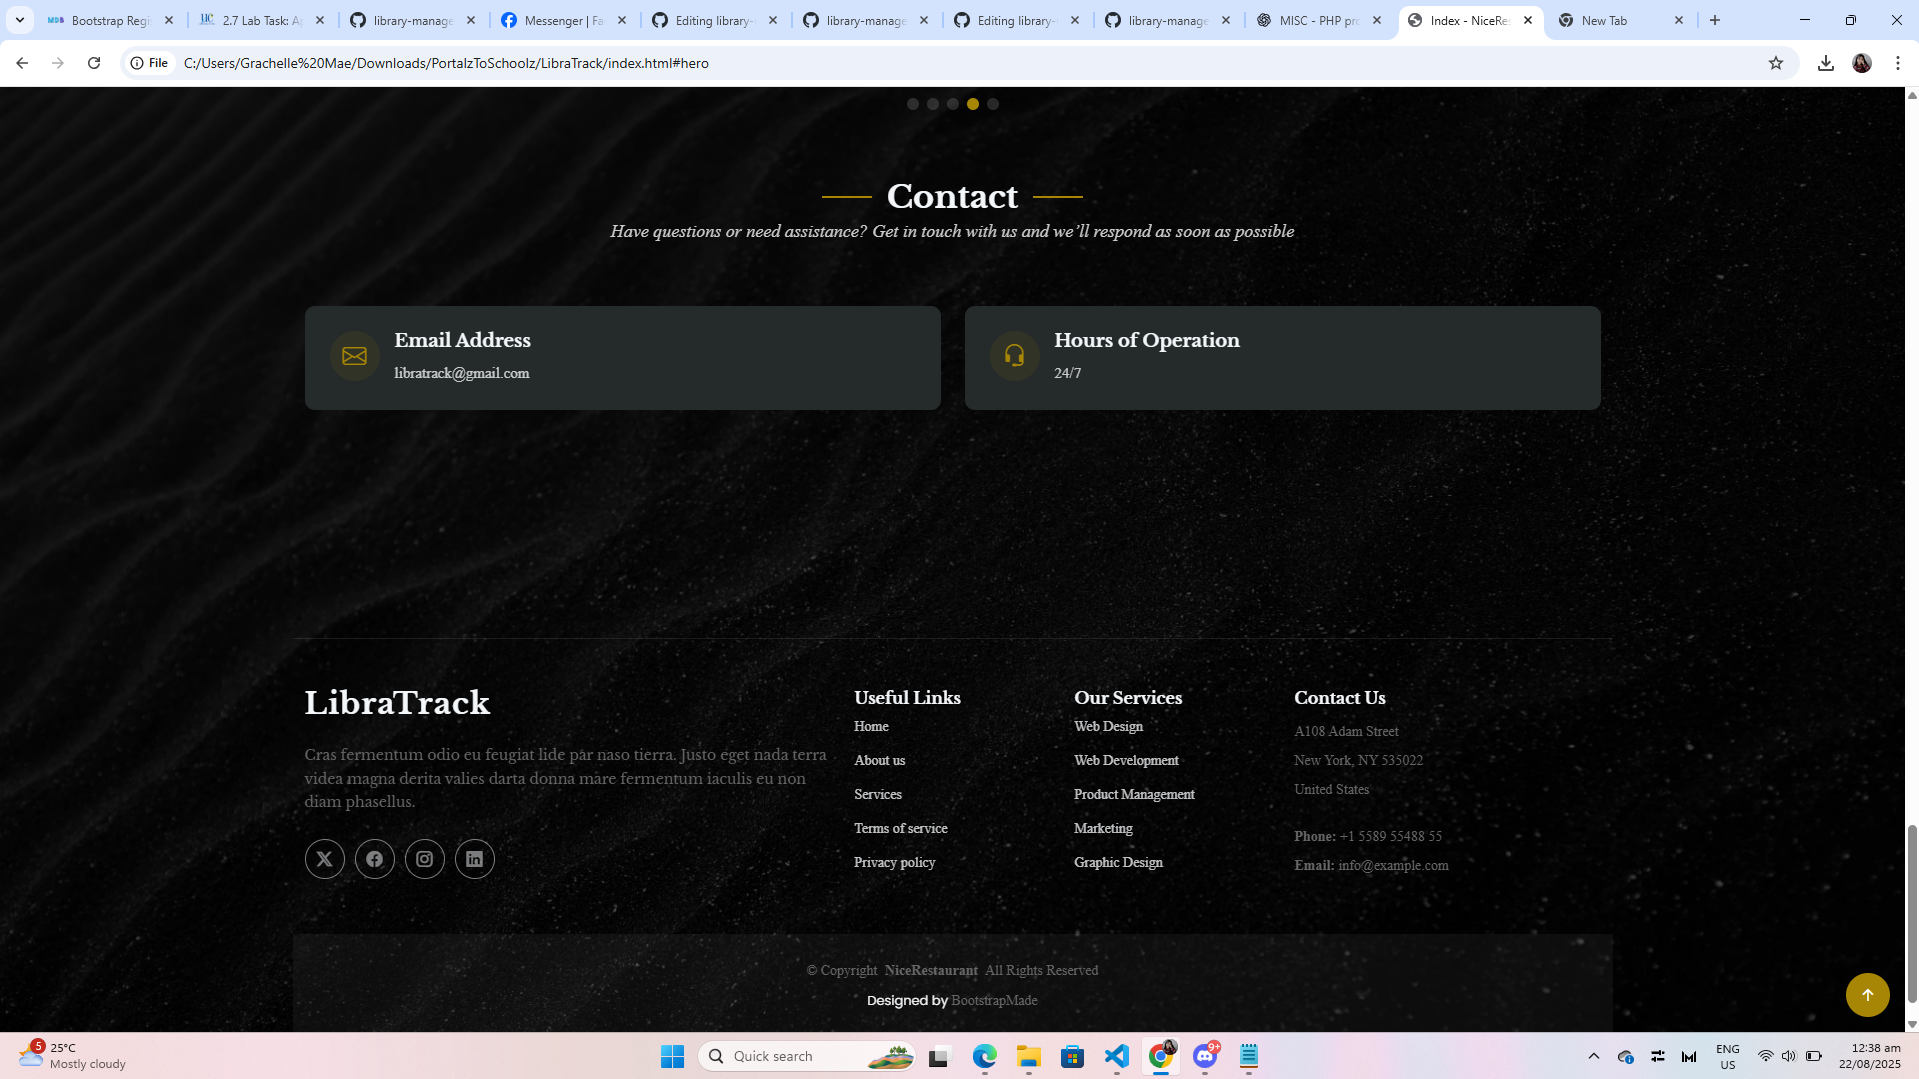 Bootstrap Regi
2.7 Lab Task: A
library-manage
Messenger | Fa
Editing library-
library-manage
Editing library-
library-manage
MISC - PHP pr
Index - NiceRes
New Tab
File
C:/Users/Grachelle%20Mae/Downloads/PortalzToSchoolz/LibraTrack/index.html#hero
Contact
Have questions or need assistance? Get in touch with us and we’ll respond as soon as possible
Email Address
libratrack@gmail.com
Hours of Operation
24/7
LibraTrack
Cras fermentum odio eu feugiat lide par naso tierra. Justo eget nada terra
videa magna derita valies darta donna mare fermentum iaculis eu non
diam phasellus.
Useful Links
Home
About us
Services
Terms of service
Privacy policy
Our Services
Web Design
Web Development
Product Management
Marketing
Graphic Design
Contact Us
A108 Adam Street
New York, NY 535022
United States
Phone: +1 5589 55488 55
Email: info@example.com
© Copyright NiceRestaurant All Rights Reserved
Designed by BootstrapMade
5
25°C
Mostly cloudy
Quick search
9+
ENG
US
12:38 am
22/08/2025